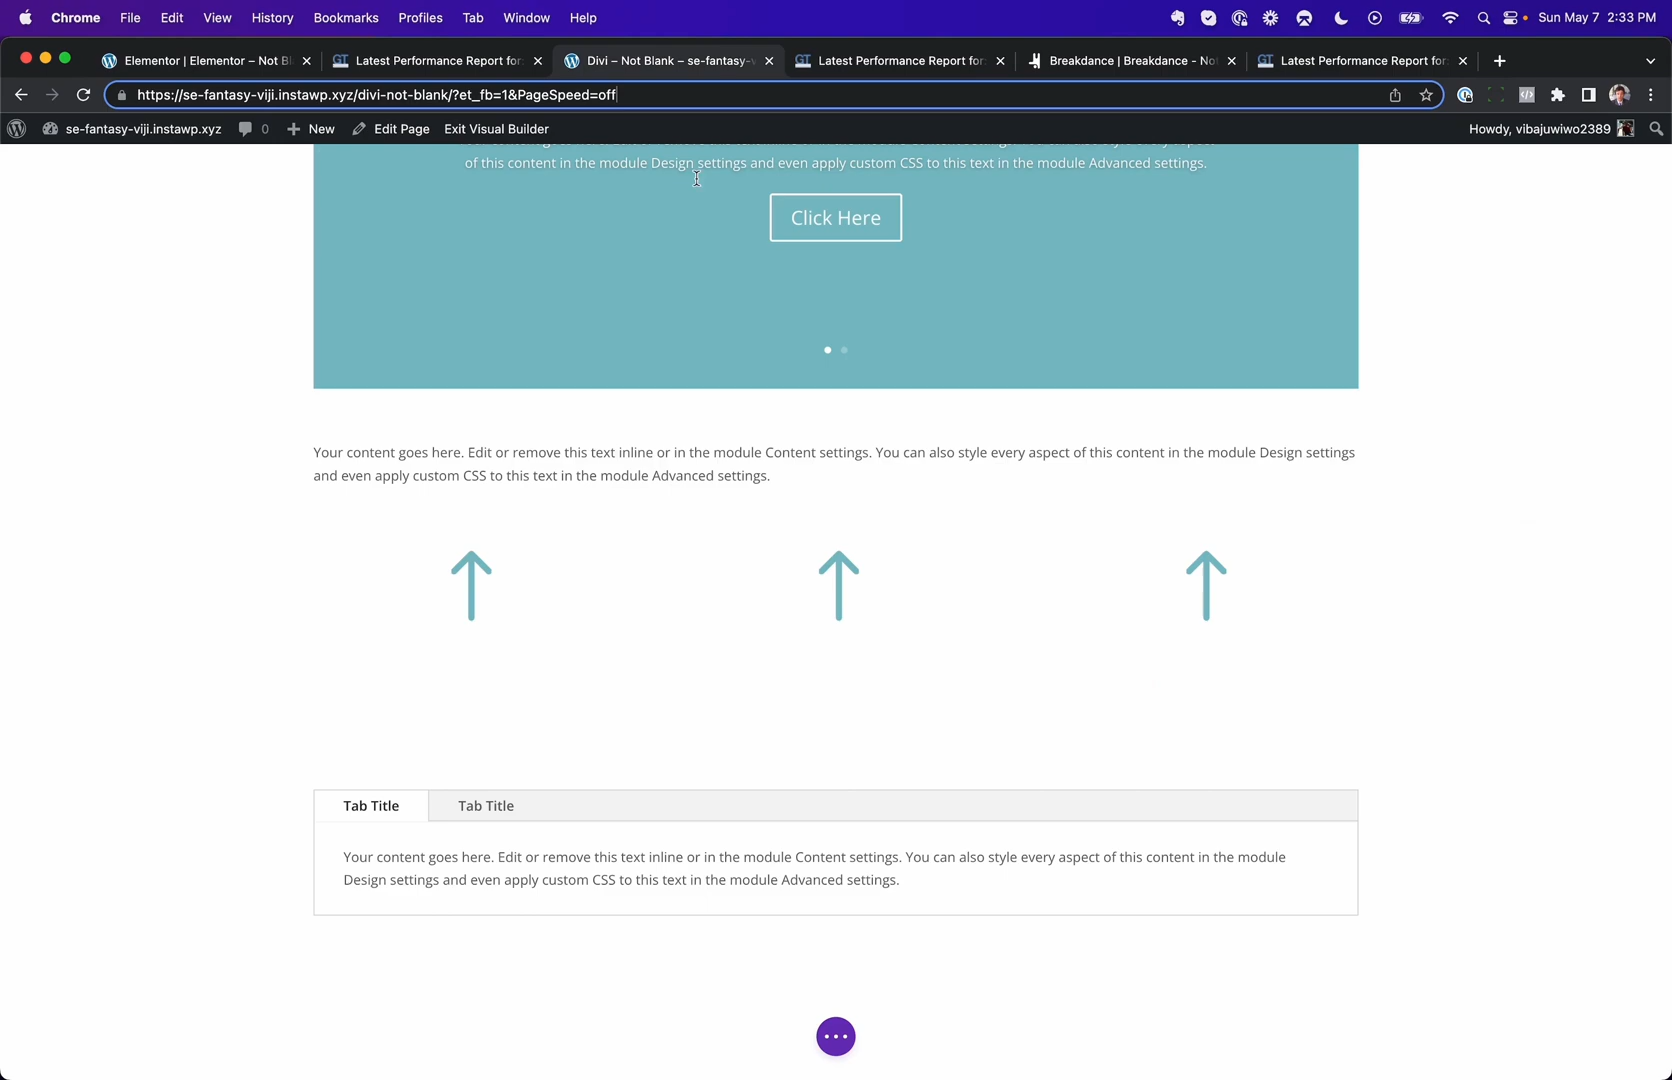 Chrome File Edit View History Bookmarks Profiles Tab Window Help Sun May 7 2:33 PM
Elementor | Elementor – Not Bl Latest Performance Report for: Divi – Not Blank – se-fantasy-v Latest Performance Report for: Breakdance | Breakdance - No Latest Performance Report for:
https://se-fantasy-viji.instawp.xyz/divi-not-blank/?et_fb=1&PageSpeed=off
se-fantasy-viji.instawp.xyz 0 New Edit Page Exit Visual Builder Howdy, vibajuwiwo2389
of this content in the module Design settings and even apply custom CSS to this text in the module Advanced settings.
Click Here
Your content goes here. Edit or remove this text inline or in the module Content settings. You can also style every aspect of this content in the module Design settings
and even apply custom CSS to this text in the module Advanced settings.
Tab Title Tab Title
Your content goes here. Edit or remove this text inline or in the module Content settings. You can also style every aspect of this content in the module
Design settings and even apply custom CSS to this text in the module Advanced settings.